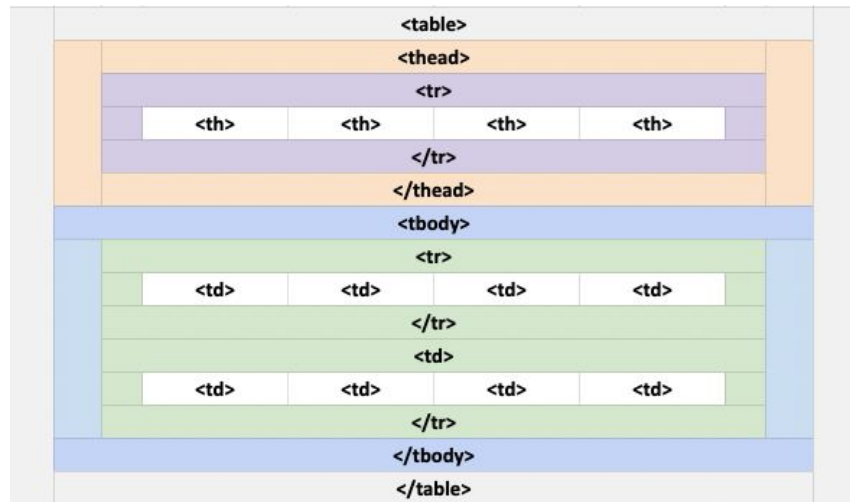 <table>
<thead>
<tr>
<th> <th> <th> <th>
</tr>
</thead>
<tbody>
<tr>
<td> <td> <td> <td>
</tr>
<td>
<td> <td> <td> <td>
</tr>
</tbody>
</table>